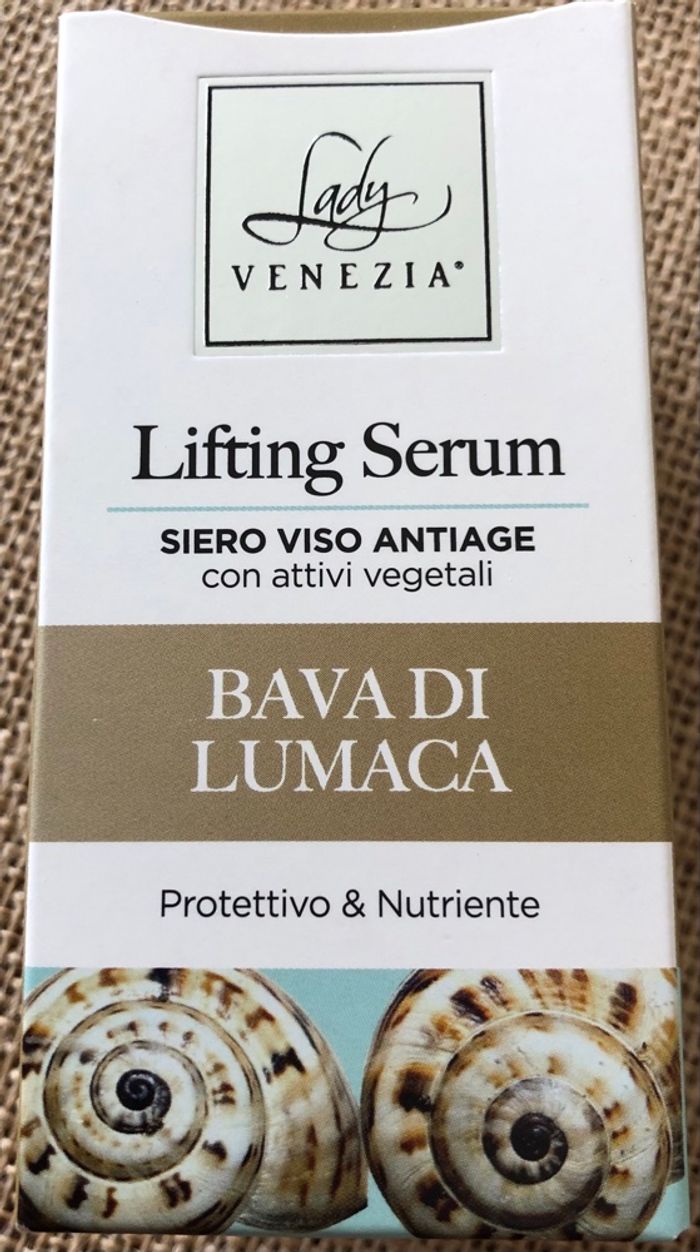 Lady
VENEZIA®
Lifting Serum
SIERO VISO ANTIAGE
con attivi vegetali
BAVA DI
LUMACA
Protettivo & Nutriente